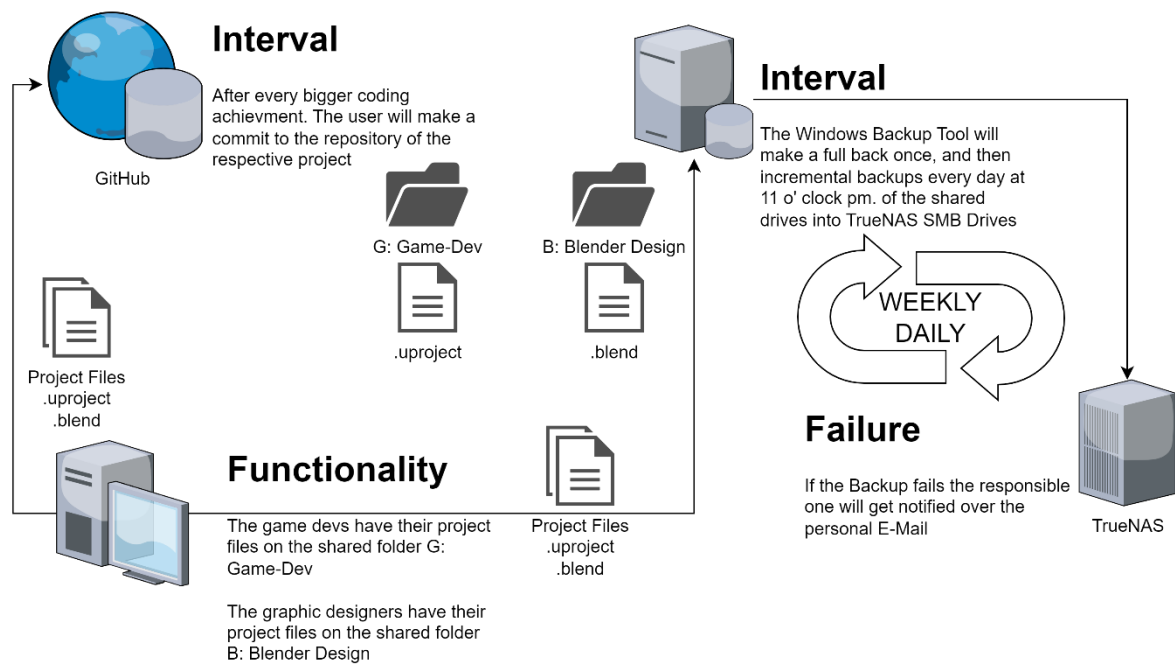 Interval
After every bigger coding
achievment. The user will make a
commit to the repository of the
respective project
GitHub
G: Game-Dev
B: Blender Design
.uproject
.blend
Project Files
.uproject
.blend
Functionality
The game devs have their project
files on the shared folder G:
Game-Dev
The graphic designers have their
project files on the shared folder
B: Blender Design
Project Files
.uproject
.blend
Interval
The Windows Backup Tool will
make a full back once, and then
incremental backups every day at
11 o' clock pm. of the shared
drives into TrueNAS SMB Drives
WEEKLY
DAILY
Failure
If the Backup fails the responsible
one will get notified over the
personal E-Mail
TrueNAS